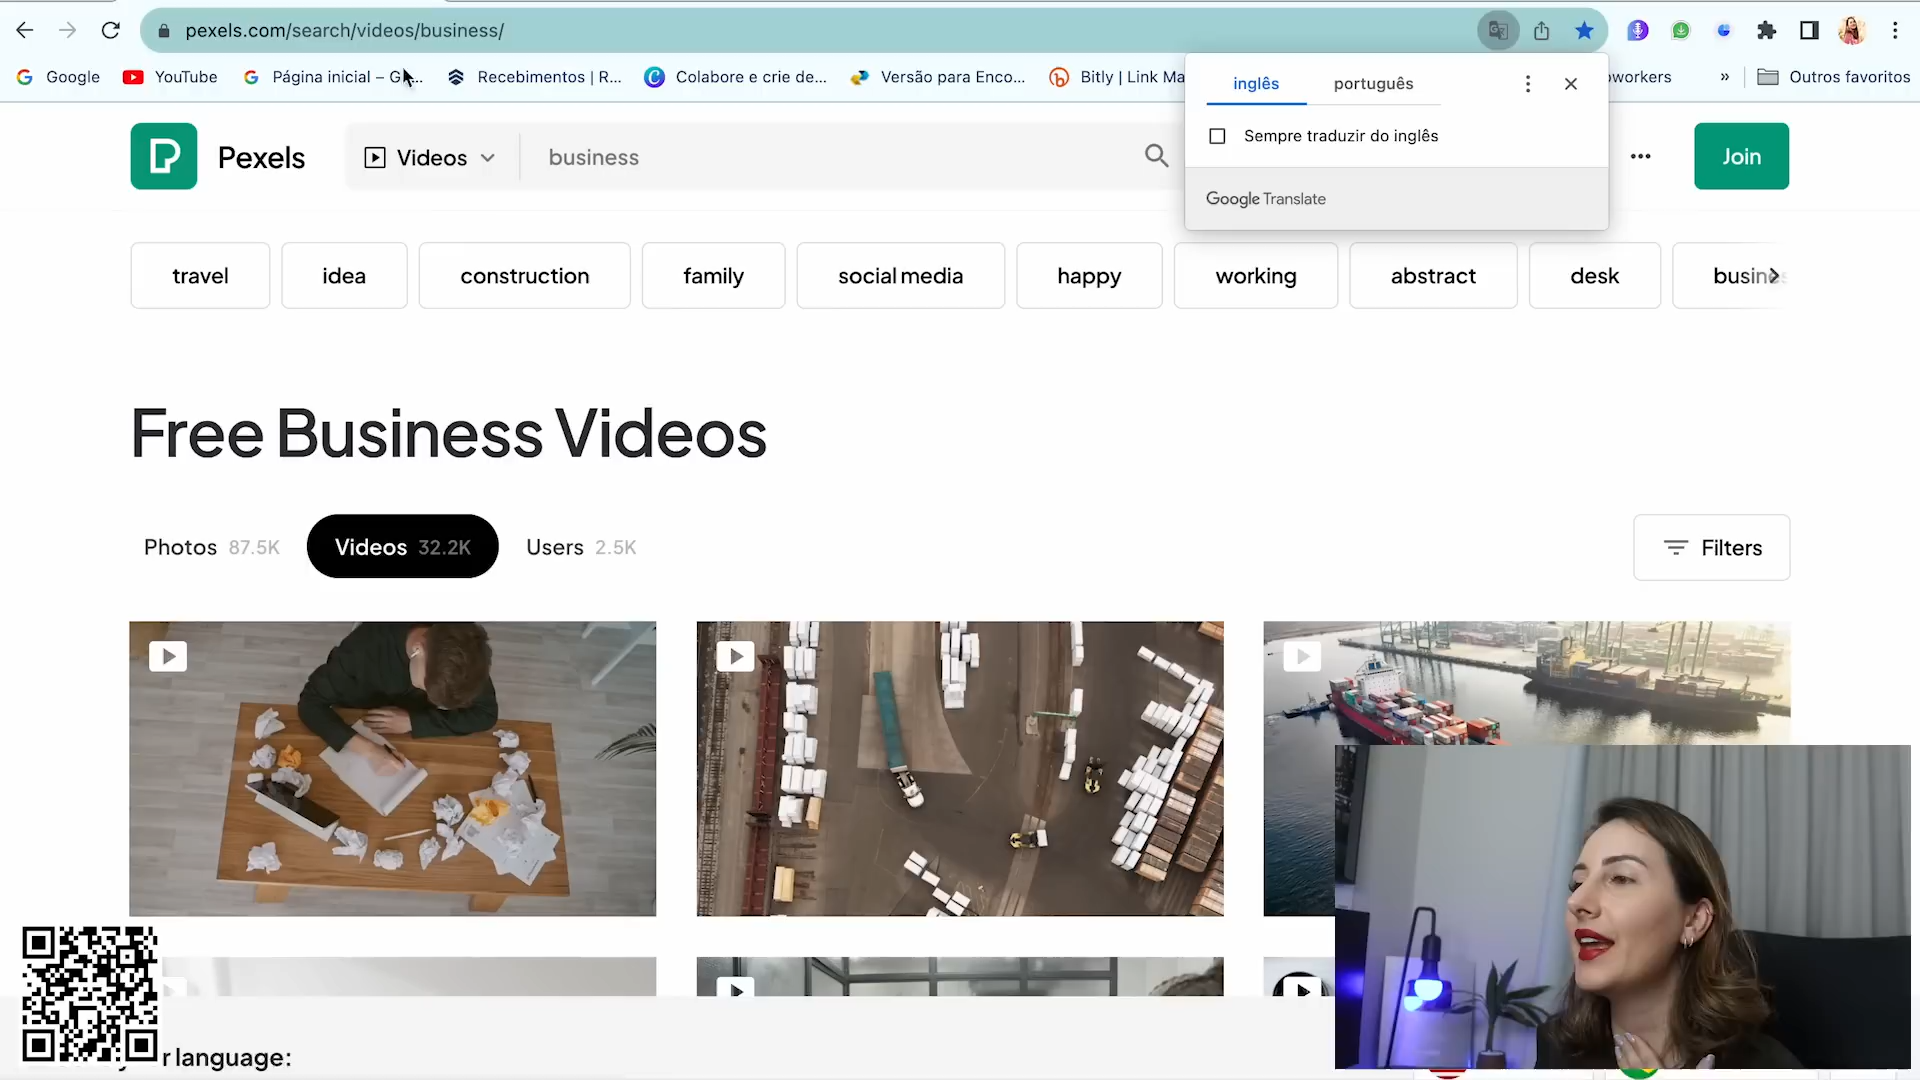 pexels.com/search/videos/business/
Google
YouTube
Página inicial – G...
Recebimentos | R...
Colabore e crie de...
Versão para Enco...
Bitly | Link Ma
oworkers
»
Outros favoritos
inglês
português
Sempre traduzir do inglês
Google Translate
Pexels
Videos
business
Join
travel
idea
construction
family
social media
happy
working
abstract
desk
busine
Free Business Videos
Photos 87.5K
Videos 32.2K
Users 2.5K
Filters
r language: